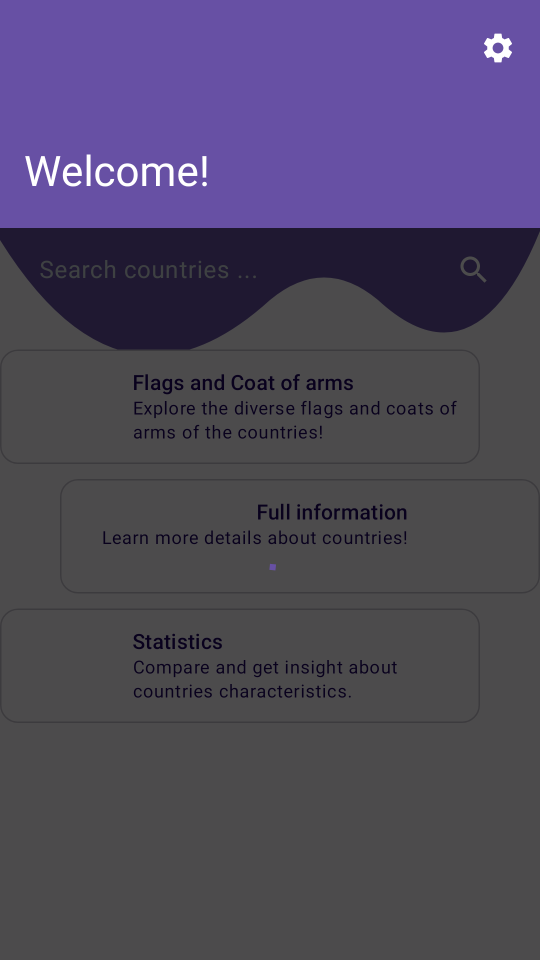 Welcome!
Search countries ...
Flags and Coat of arms
Explore the diverse flags and coats of
arms of the countries!
Full information
Learn more details about countries!
Statistics
Compare and get insight about
countries characteristics.